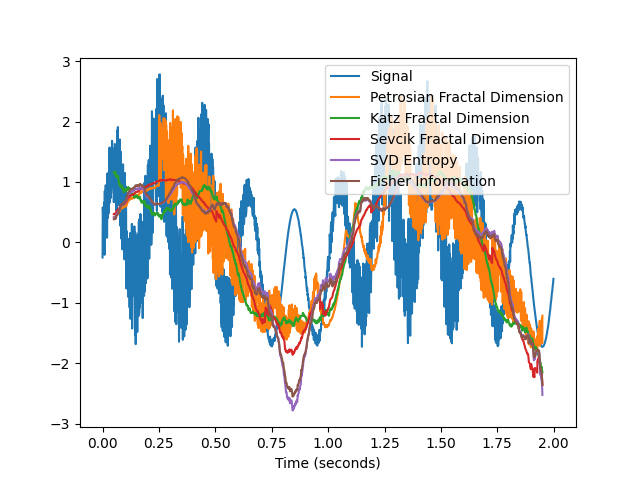 3
2
1
0
−1
−2
−3
0.00 0.25 0.50 0.75 1.00 1.25 1.50 1.75 2.00
Time (seconds)
Signal
Petrosian Fractal Dimension
Katz Fractal Dimension
Sevcik Fractal Dimension
SVD Entropy
Fisher Information